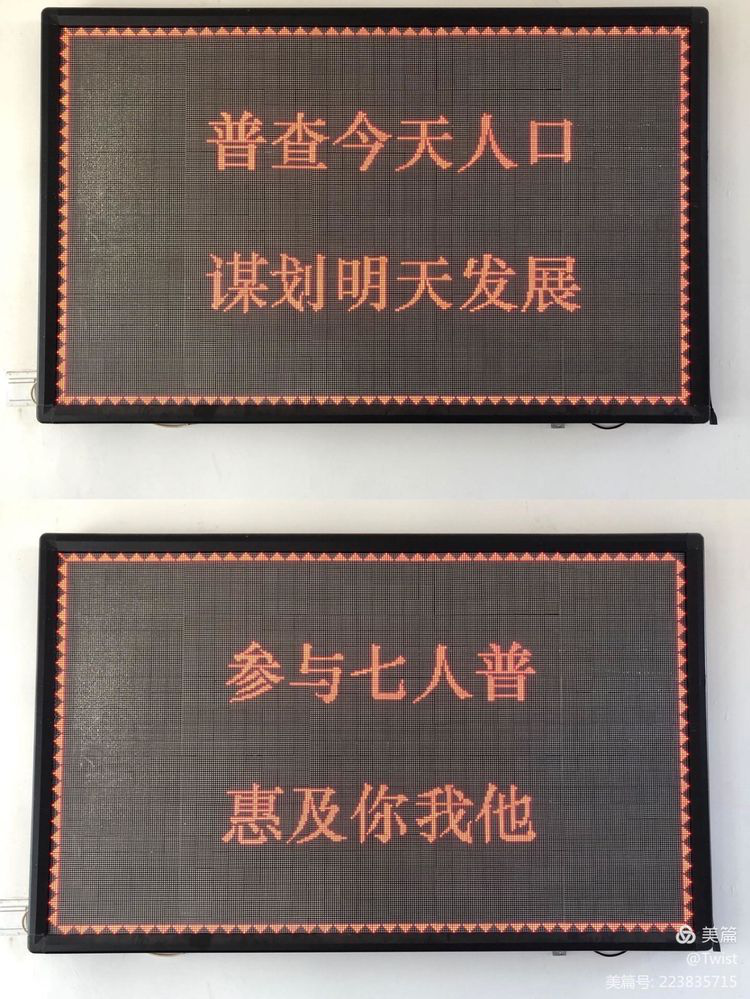 普查今天人口
谋划明天发展
参与七人普
惠及你我他
美篇
@Twist
美篇号: 223835715